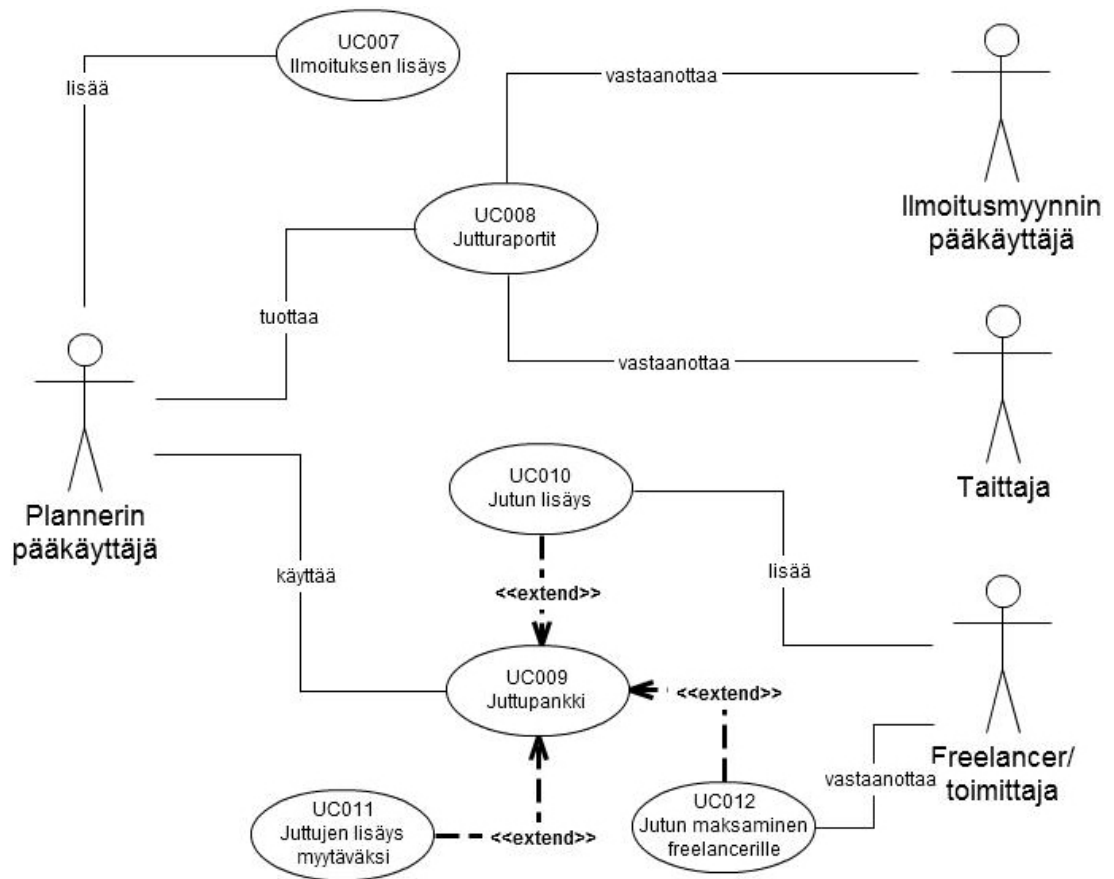 UC007
Ilmoituksen lisäys
lisää
vastaanottaa
UC008
Jutturaportit
Ilmoitusmyynnin
pääkäyttäjä
tuottaa
vastaanottaa
Plannerin
pääkäyttäjä
UC010
Jutun lisäys
Taittaja
käyttää
<<extend>>
lisää
UC009
Juttupankki
<<extend>>
Freelancer/
toimittaja
vastaanottaa
UC011
Juttujen lisäys
myytäväksi
<<extend>>
UC012
Jutun maksaminen
freelancerille